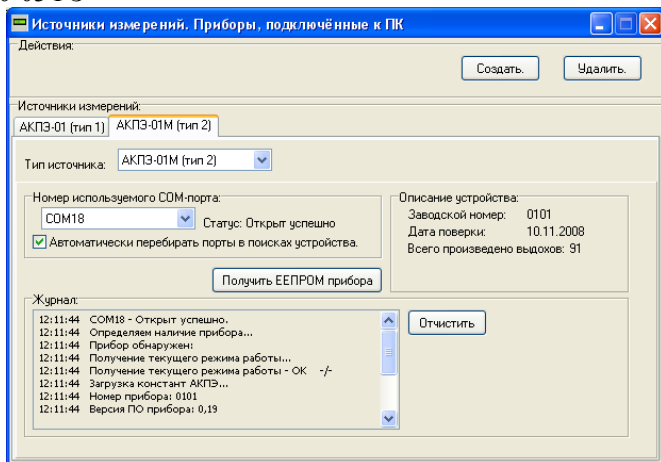 Источники измерений. Приборы, подключённые к ПК
Действия:
Создать.
Удалить.
Источники измерений:
АКПЭ-01 (тип 1)
АКПЭ-01М (тип 2)
Тип источника:
АКПЭ-01М (тип 2)
Номер используемого COM-порта:
COM18
Статус: Открыт успешно
Автоматически перебирать порты в поисках устройства.
Описание устройства:
Заводской номер: 0101
Дата поверки: 10.11.2008
Всего произведено выдохов: 91
Получить ЕЕПРОМ прибора
Журнал:
12:11:44 COM18 - Открыт успешно.
12:11:44 Определяем наличие прибора...
12:11:44 Прибор обнаружен:
12:11:44 Получение текущего режима работы...
12:11:44 Получение текущего режима работы - ОК -/-
12:11:44 Загрузка констант АКПЭ...
12:11:44 Номер прибора: 0101
12:11:44 Версия ПО прибора: 0,19
Отчистить